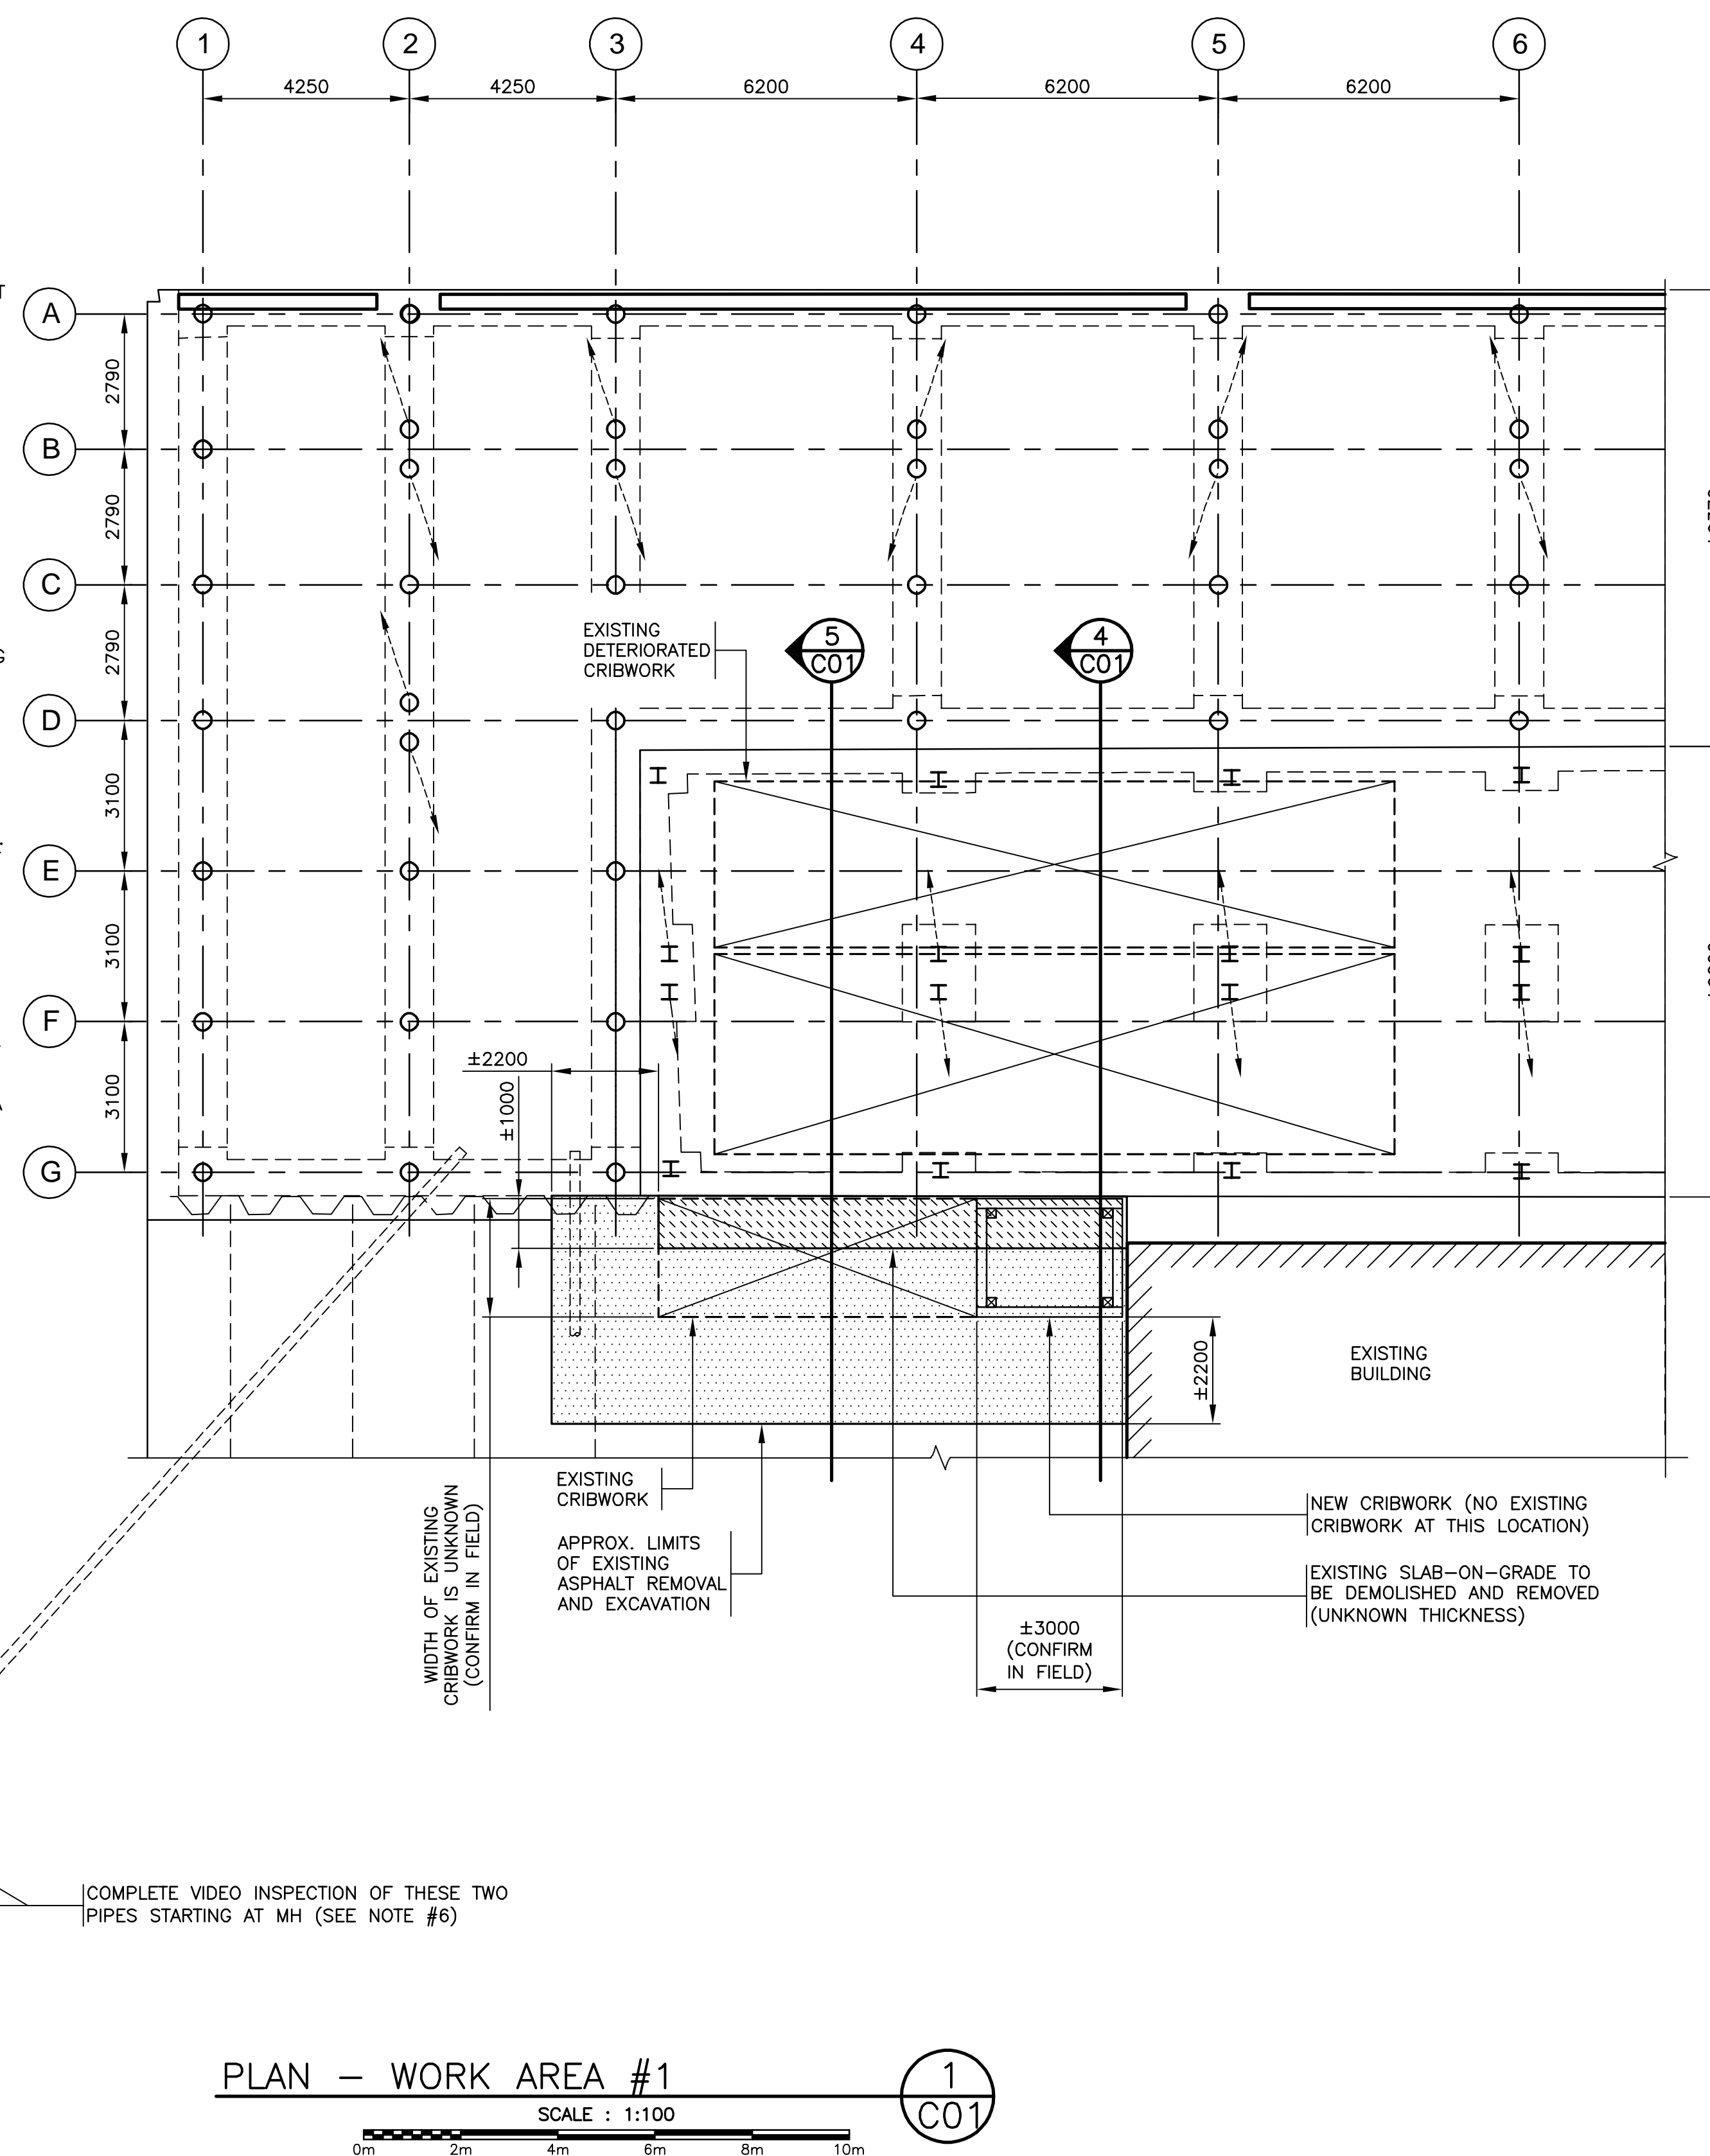 1 2 3 4 5 6
4250 4250 6200 6200 6200
A
2790
B
2790
C
2790
D
3100
E
3100
F
3100
G
EXISTING
DETERIORATED
CRIBWORK
5
C01
4
C01
±2200
±1000
±2200
EXISTING
BUILDING
WIDTH OF EXISTING
CRIBWORK IS UNKNOWN
(CONFIRM IN FIELD)
EXISTING
CRIBWORK
APPROX. LIMITS
OF EXISTING
ASPHALT REMOVAL
AND EXCAVATION
NEW CRIBWORK (NO EXISTING
CRIBWORK AT THIS LOCATION)
EXISTING SLAB-ON-GRADE TO
BE DEMOLISHED AND REMOVED
(UNKNOWN THICKNESS)
±3000
(CONFIRM
IN FIELD)
COMPLETE VIDEO INSPECTION OF THESE TWO
PIPES STARTING AT MH (SEE NOTE #6)
PLAN - WORK AREA #1
1
C01
SCALE : 1:100
0m 2m 4m 6m 8m 10m